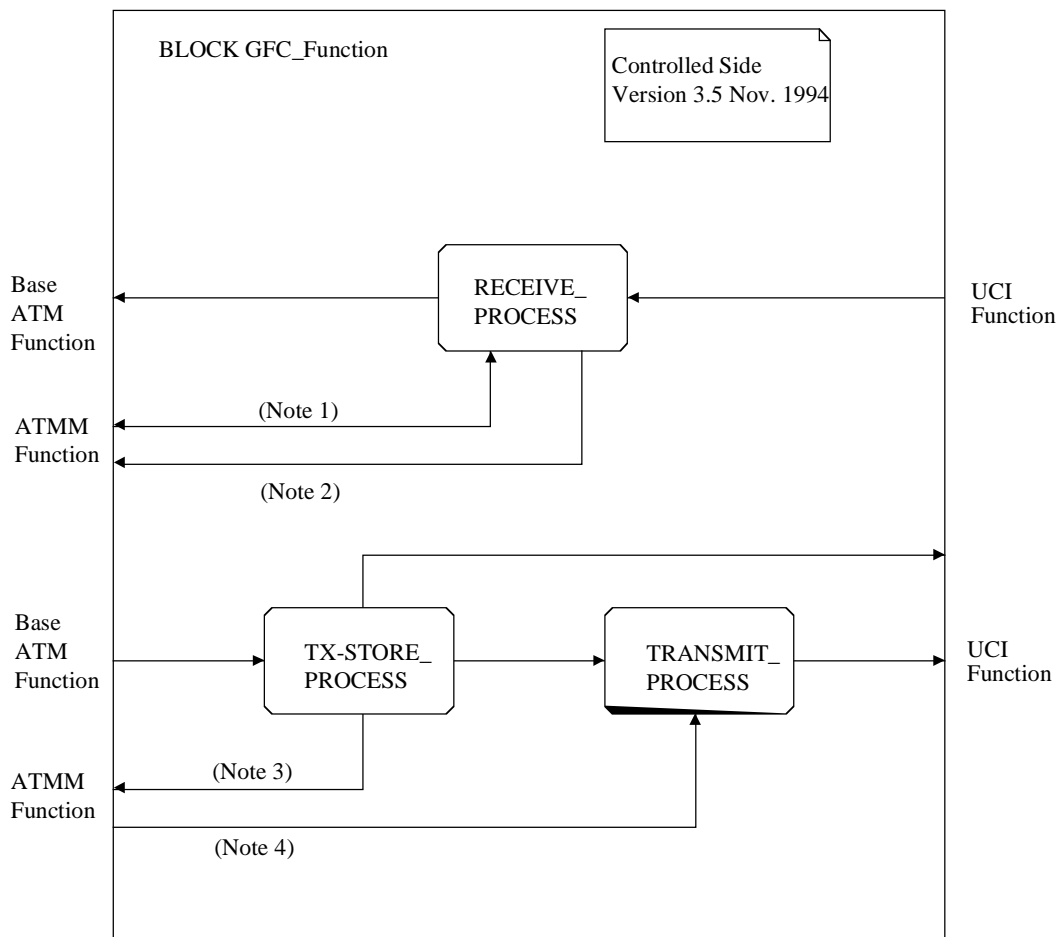 BLOCK GFC_Function
Controlled Side
Version 3.5 Nov. 1994
Base
ATM
Function
RECEIVE_
PROCESS
UCI
Function
(Note 1)
ATMM
Function
(Note 2)
Base
ATM
Function
TX-STORE_
PROCESS
TRANSMIT_
PROCESS
UCI
Function
(Note 3)
ATMM
Function
(Note 4)